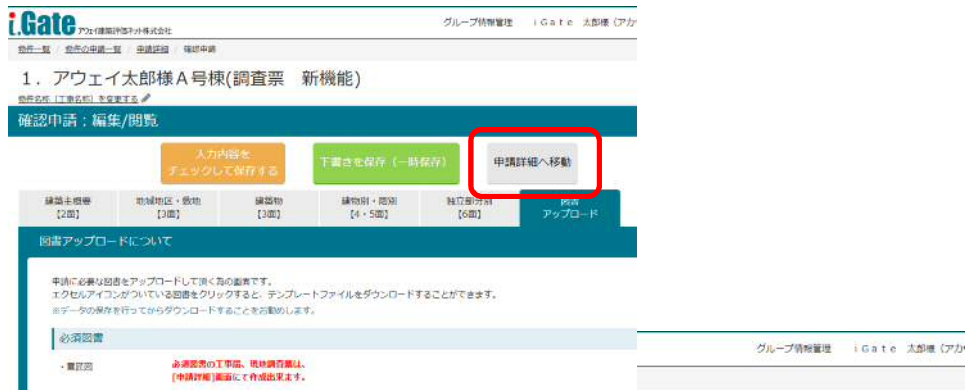 i.Gate アウェイ建築評価ネット株式会社
グループ情報管理 iGate 太郎様 (アカ
物件一覧 / 物件の申請一覧 / 申請詳細 / 確認申請
1．アウェイ太郎様A号棟(調査票　新機能)
物件名称（工事名称）を変更する
確認申請：編集/閲覧
入力内容を
チェックして保存する
下書きを保存（一時保存）
申請詳細へ移動
建築主概要
【2面】
地域地区・敷地
【3面】
建築物
【3面】
建物別・階別
【4・5面】
独立部分別
【6面】
図書
アップロード
図書アップロードについて
申請に必要な図書をアップロードして頂く為の画面です。
エクセルアイコンがついている図書をクリックすると、テンプレートファイルをダウンロードすることができます。
※データの保存を行ってからダウンロードすることをお勧めします。
必須図書
・意匠図
必須図書の工事届、現地調査票は、
[申請詳細]画面にて作成出来ます。
グループ情報管理 iGate 太郎様 (アカ